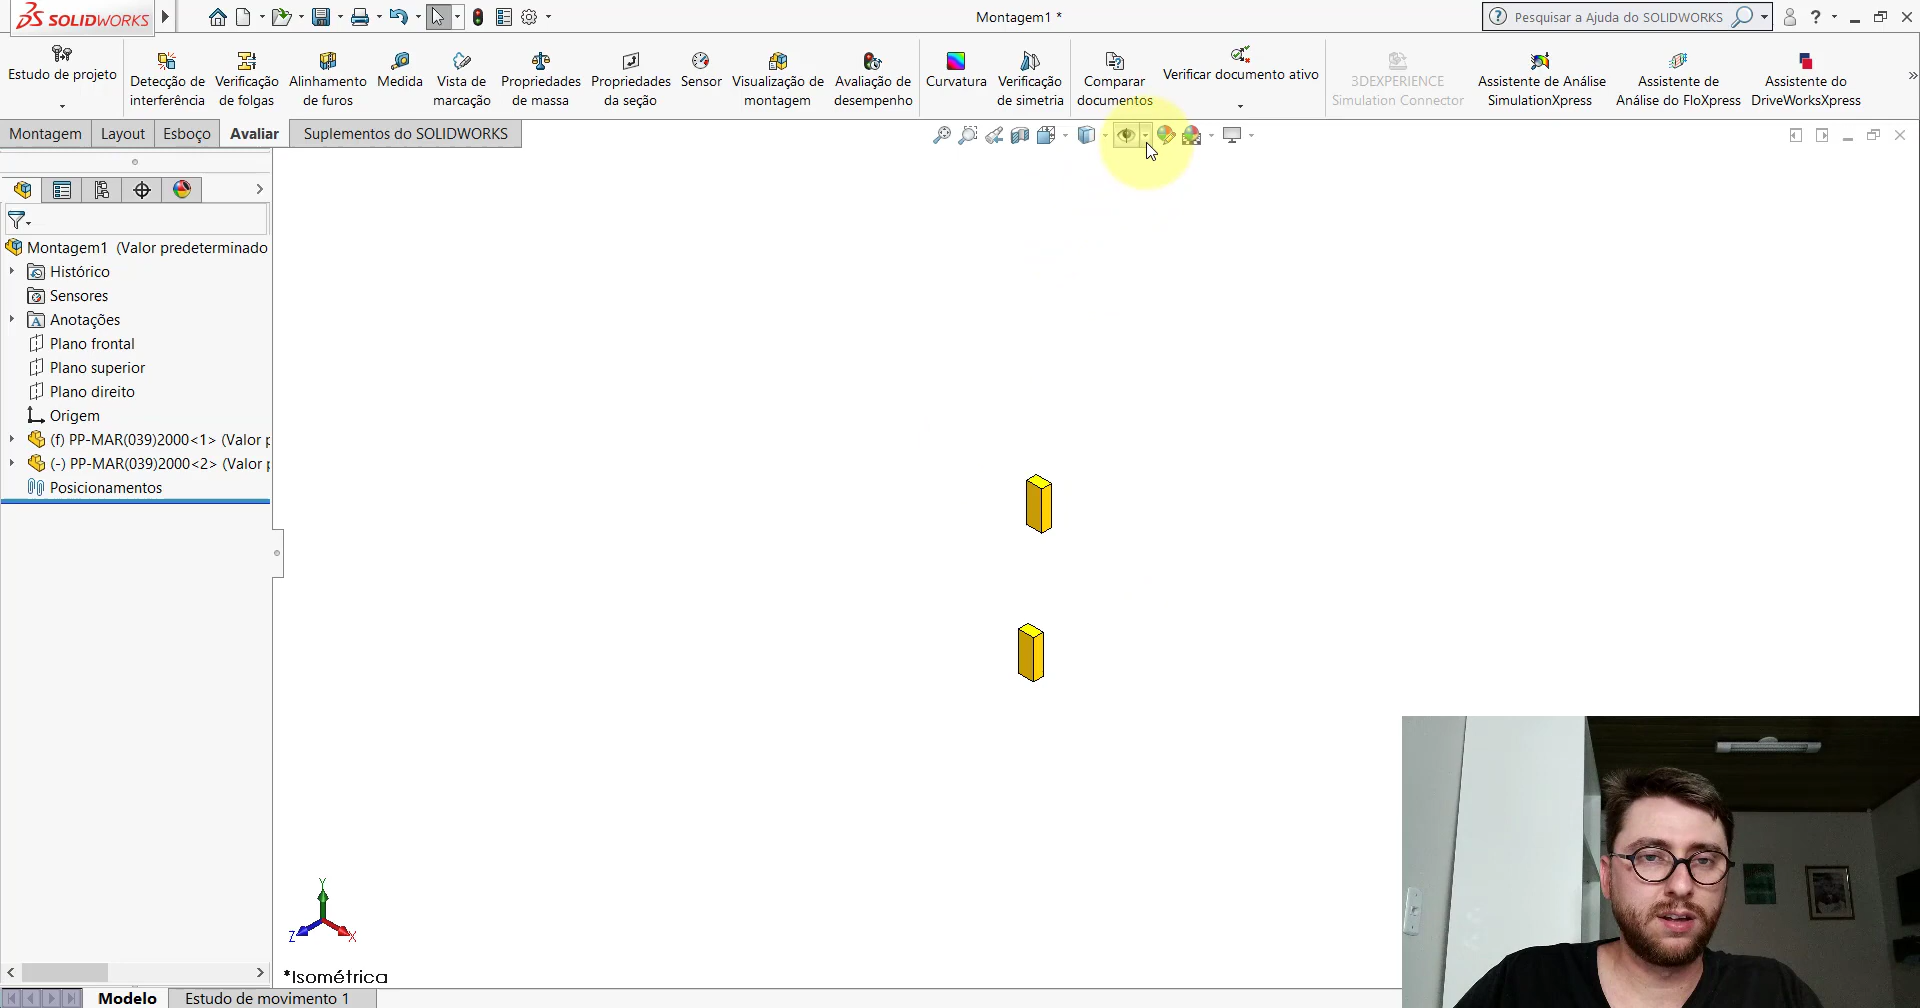 SOLIDWORKS
Montagem1 *
Pesquisar a Ajuda do SOLIDWORKS
?
Estudo de projeto
Detecção de interferência
Verificação de folgas
Alinhamento de furos
Medida
Vista de marcação
Propriedades de massa
Propriedades da seção
Sensor
Visualização de montagem
Avaliação de desempenho
Curvatura
Verificação de simetria
Comparar documentos
Verificar documento ativo
3DEXPERIENCE Simulation Connector
Assistente de Análise SimulationXpress
Assistente de Análise do FloXpress
Assistente do DriveWorksXpress
Montagem
Layout
Esboço
Avaliar
Suplementos do SOLIDWORKS
Montagem1 (Valor predeterminado
Histórico
Sensores
Anotações
Plano frontal
Plano superior
Plano direito
Origem
(f) PP-MAR(039)2000<1> (Valor p
(-) PP-MAR(039)2000<2> (Valor p
Posicionamentos
Y
Z
X
*Isométrica
Modelo
Estudo de movimento 1